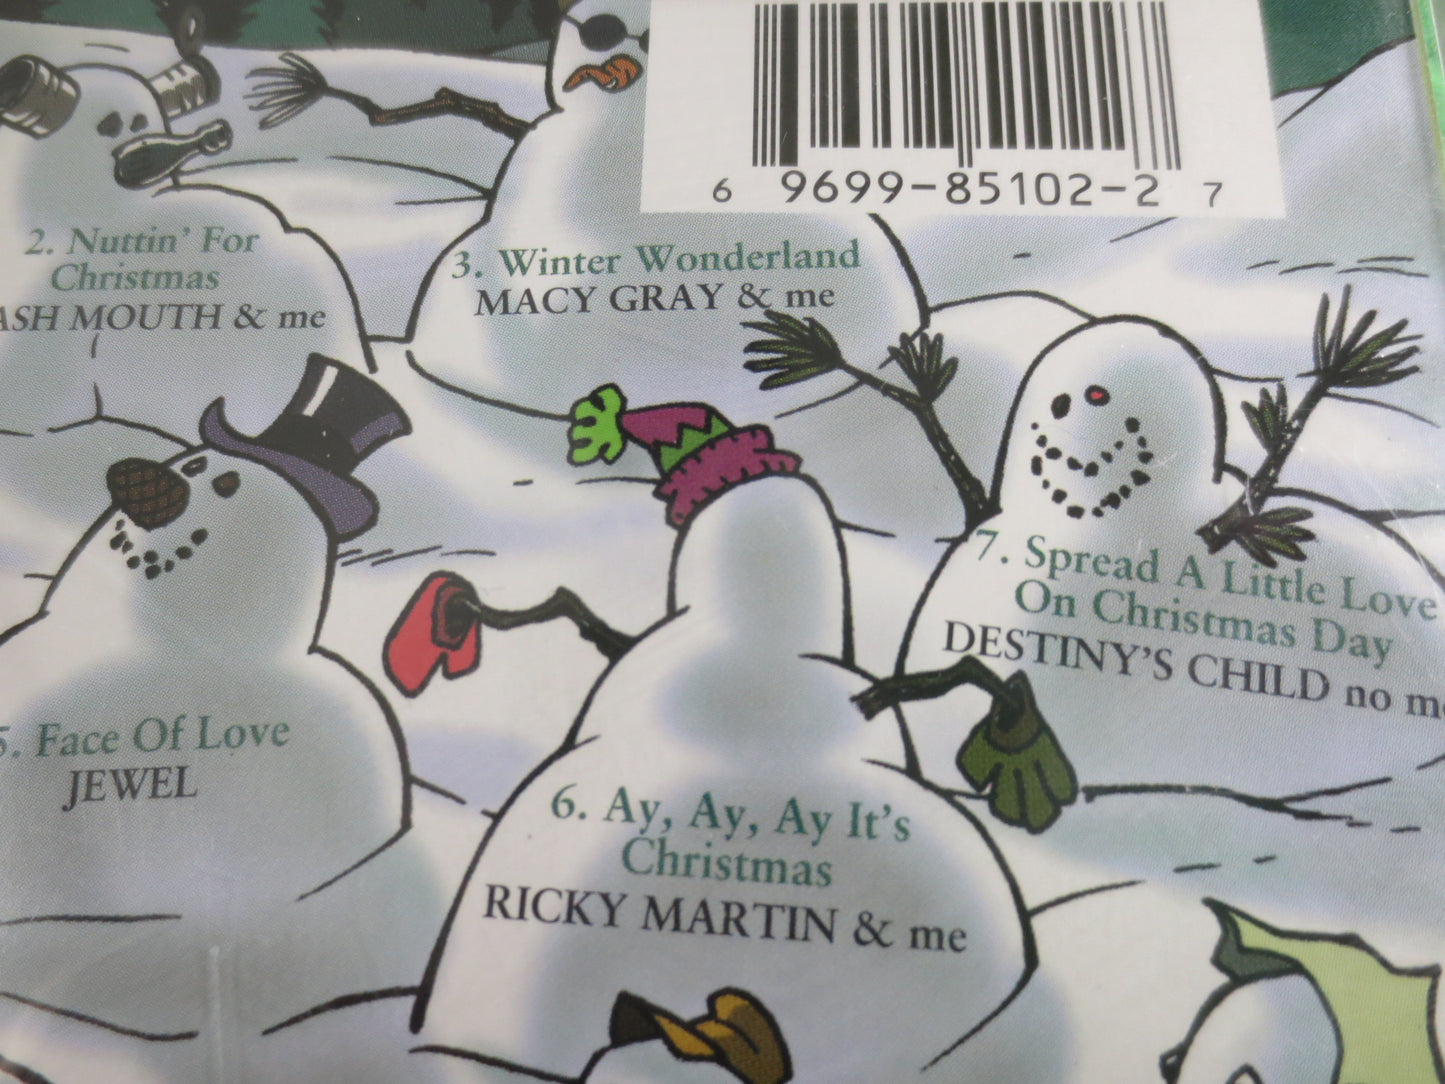 6 9699-85102-2 7
2. Nuttin' For
Christmas
ASH MOUTH & me
3. Winter Wonderland
MACY GRAY & me
5. Face Of Love
JEWEL
6. Ay, Ay, Ay It's
Christmas
RICKY MARTIN & me
7. Spread A Little Love
On Christmas Day
DESTINY'S CHILD no me